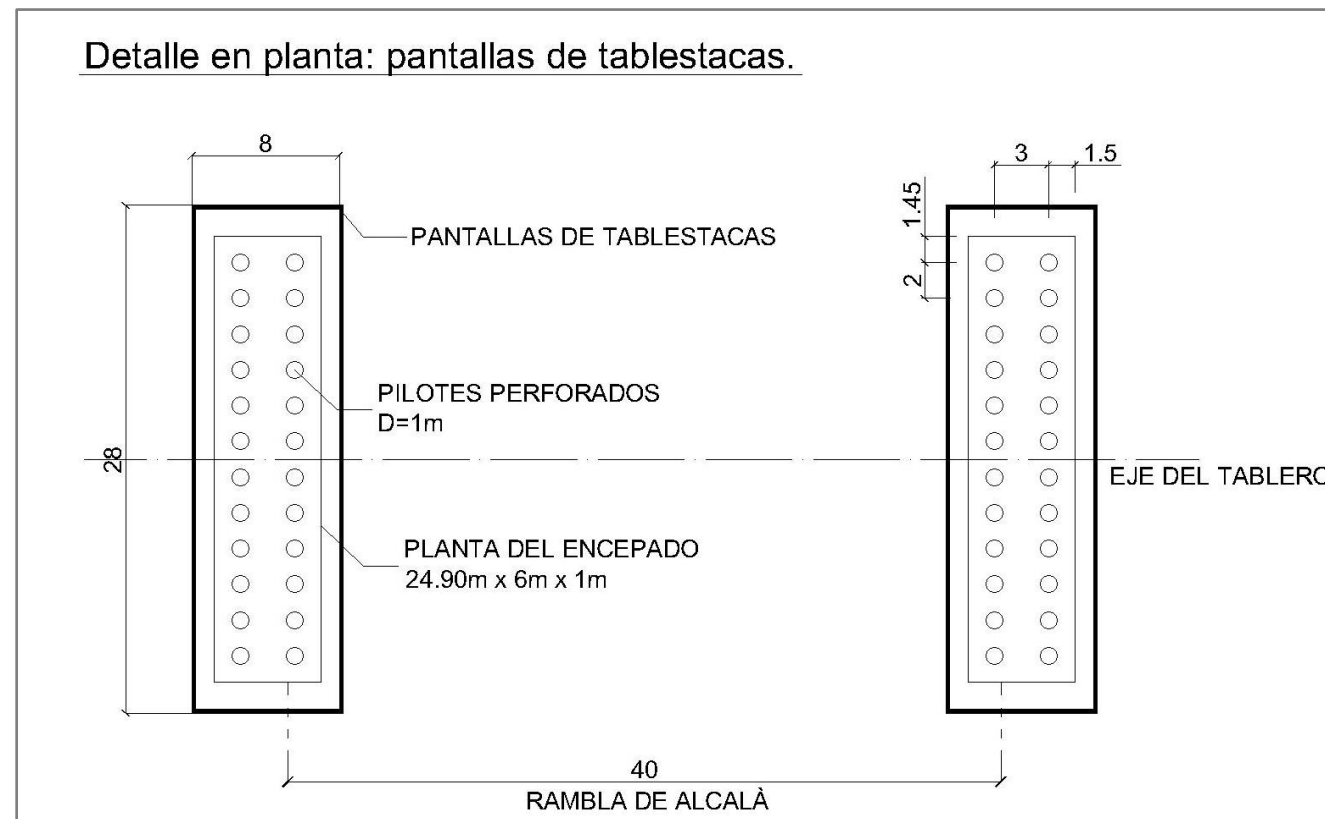 Detalle en planta: pantallas de tablestacas.
8
3
1.5
1.45
PANTALLAS DE TABLESTACAS
2
PILOTES PERFORADOS
D=1m
28
EJE DEL TABLERO
PLANTA DEL ENCEPADO
24.90m x 6m x 1m
40
RAMBLA DE ALCALÀ